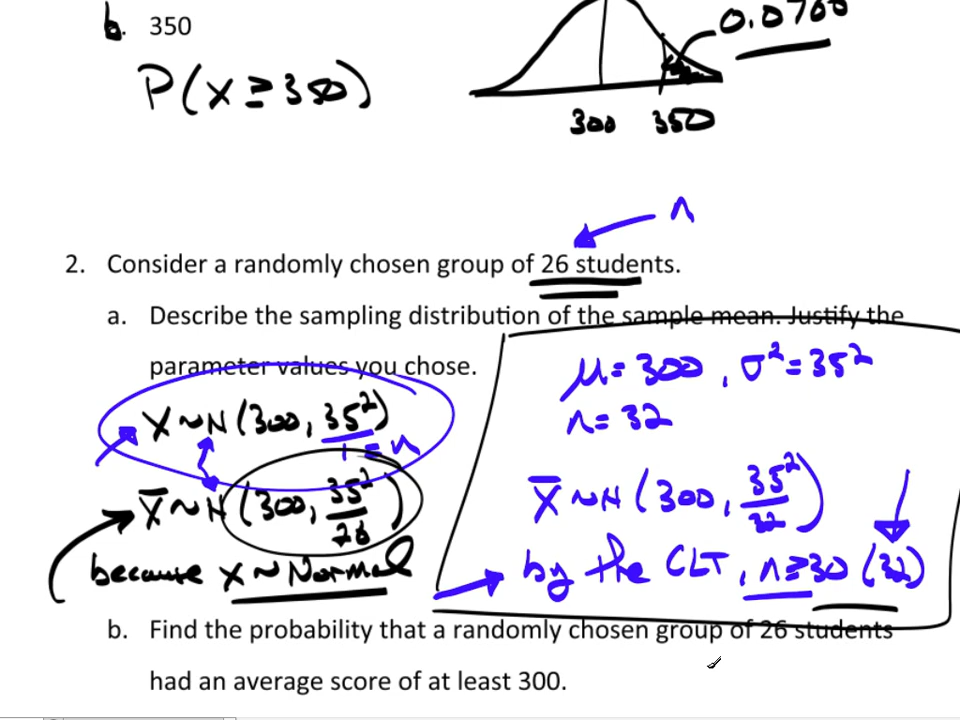 b. 350
0.0766
P(X ≥ 350)
300 350
n
2. Consider a randomly chosen group of 26 students.
a. Describe the sampling distribution of the sample mean. Justify the
parameter values you chose.
X ~ N(300, 35²/1 = n)
X̄ ~ N(300, 35²/26)
because X ~ Normal
μ = 300, σ² = 35²
n = 32
X̄ ~ N(300, 35²/32)
by the CLT, n ≥ 30 (32)
b. Find the probability that a randomly chosen group of 26 students
had an average score of at least 300.